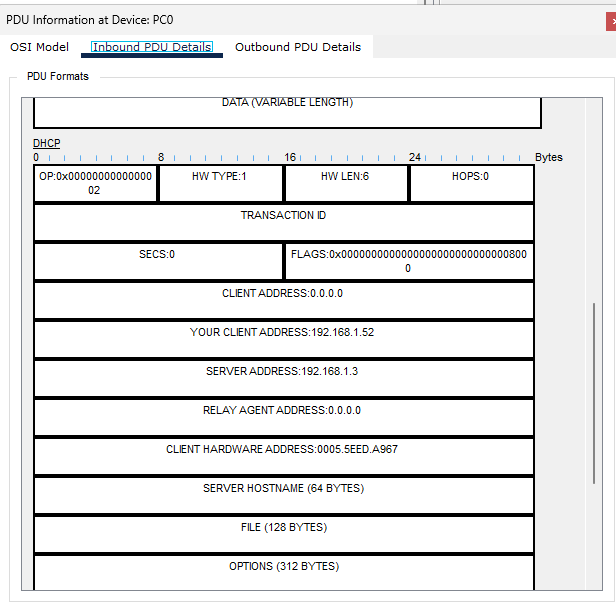 PDU Information at Device: PC0
OSI Model Inbound PDU Details Outbound PDU Details
PDU Formats
DATA (VARIABLE LENGTH)
DHCP
0 8 16 24 Bytes
OP:0x00000000000000 HW TYPE:1 HW LEN:6 HOPS:0
02
TRANSACTION ID
SECS:0 FLAGS:0x00000000000000000000000000000800
0
CLIENT ADDRESS:0.0.0.0
YOUR CLIENT ADDRESS:192.168.1.52
SERVER ADDRESS:192.168.1.3
RELAY AGENT ADDRESS:0.0.0.0
CLIENT HARDWARE ADDRESS:0005.5EED.A967
SERVER HOSTNAME (64 BYTES)
FILE (128 BYTES)
OPTIONS (312 BYTES)